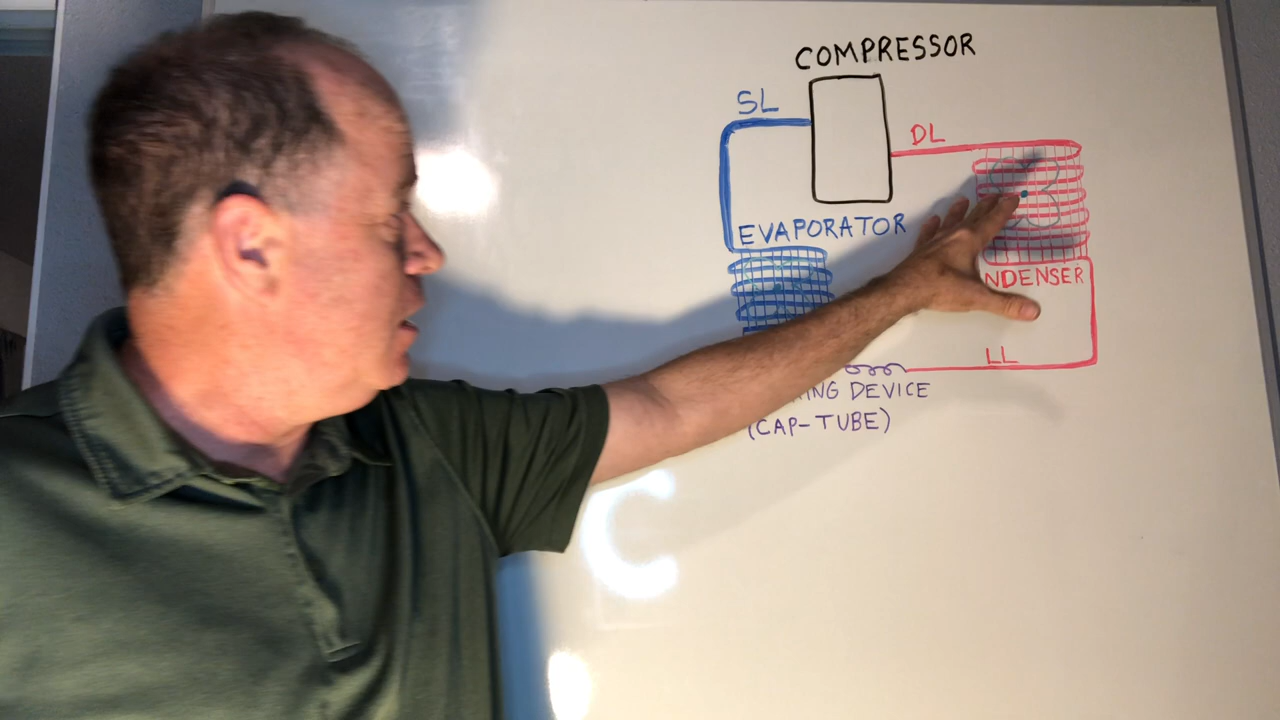 COMPRESSOR
SL
DL
EVAPORATOR
NDENSER
LL
ING DEVICE
(CAP-TUBE)